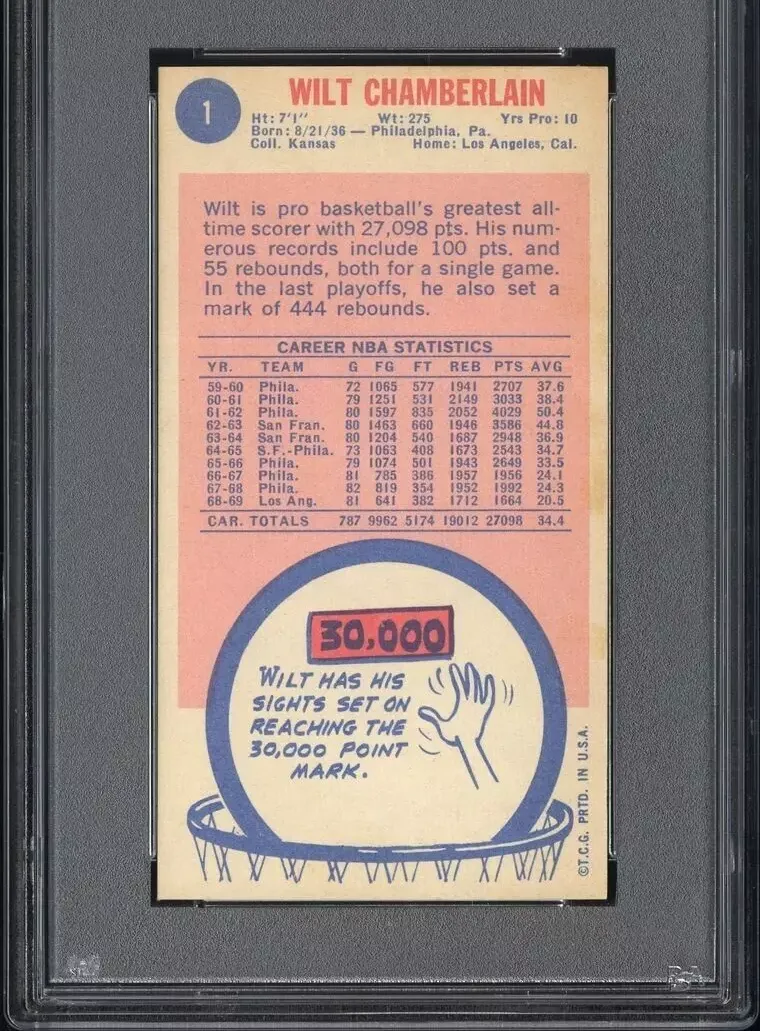 1
WILT CHAMBERLAIN
Ht: 7'1" Wt: 275 Yrs Pro: 10
Born: 8/21/36 — Philadelphia, Pa.
Coll. Kansas Home: Los Angeles, Cal.
Wilt is pro basketball's greatest all-
time scorer with 27,098 pts. His num-
erous records include 100 pts. and
55 rebounds, both for a single game.
In the last playoffs, he also set a
mark of 444 rebounds.
CAREER NBA STATISTICS
YR. TEAM G FG FT REB PTS AVG
59-60 Phila. 72 1065 577 1941 2707 37.6
60-61 Phila. 79 1251 531 2149 3033 38.4
61-62 Phila. 80 1597 835 2052 4029 50.4
62-63 San Fran. 80 1463 660 1946 3586 44.8
63-64 San Fran. 80 1204 540 1687 2948 36.9
64-65 S.F.-Phila. 73 1063 408 1673 2543 34.7
65-66 Phila. 79 1074 501 1943 2649 33.5
66-67 Phila. 81 785 386 1957 1956 24.1
67-68 Phila. 82 819 354 1952 1992 24.3
68-69 Los Ang. 81 641 382 1712 1664 20.5
CAR. TOTALS 787 9962 5174 19012 27098 34.4
30,000
WILT HAS HIS
SIGHTS SET ON
REACHING THE
30,000 POINT
MARK.
©T.C.G. PRTD. IN U.S.A.